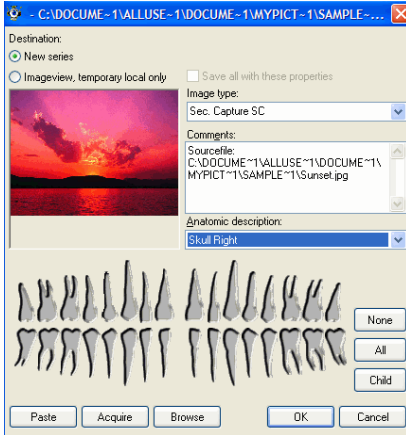 - C:\DOCUME~1\ALLUSE~1\DOCUME~1\MYPICT~1\SAMPLE~...
Destination:
New series
Imageview, temporary local only
Save all with these properties
Image type:
Sec. Capture SC
Comments:
Sourcefile:
C:\DOCUME~1\ALLUSE~1\DOCUME~1\
MYPICT~1\SAMPLE~1\Sunset.jpg
Anatomic description:
Skull Right
None
All
Child
Paste
Acquire
Browse
OK
Cancel